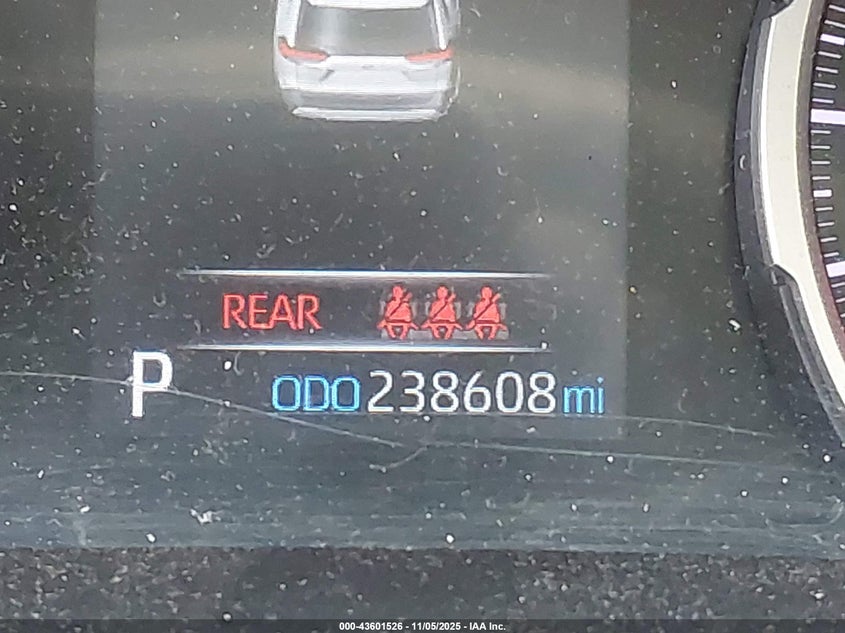 REAR
P ODO 238608 mi
000-43601526 - 11/05/2025 - IAA Inc.